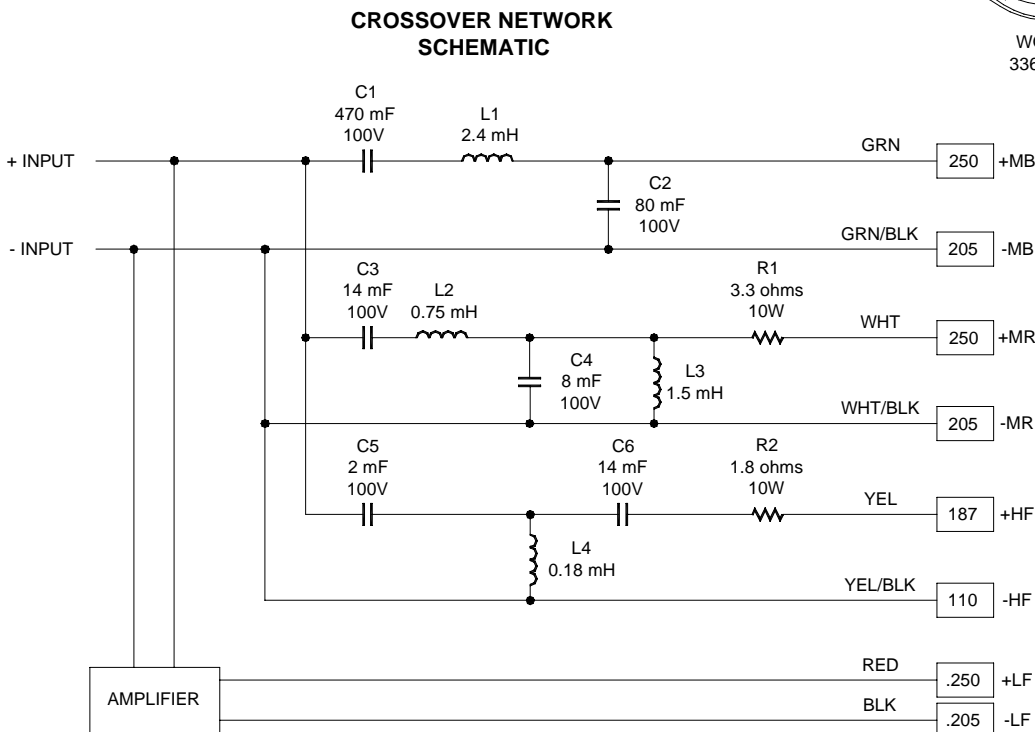 CROSSOVER NETWORK
SCHEMATIC
336
C1
470 mF
100V
L1
2.4 mH
+ INPUT
GRN
250 +MB
C2
80 mF
100V
- INPUT
GRN/BLK
205 -MB
C3
14 mF
100V
L2
0.75 mH
R1
3.3 ohms
10W
WHT
250 +MR
C4
8 mF
100V
L3
1.5 mH
WHT/BLK
205 -MR
C5
2 mF
100V
C6
14 mF
100V
R2
1.8 ohms
10W
YEL
187 +HF
L4
0.18 mH
YEL/BLK
110 -HF
AMPLIFIER
RED
.250 +LF
BLK
.205 -LF